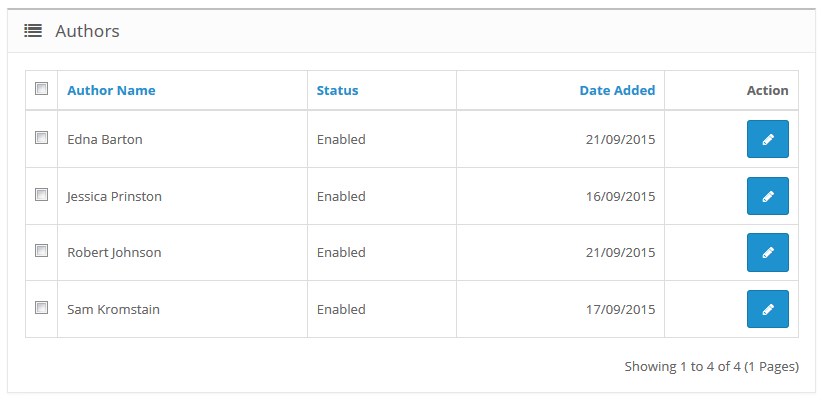 Authors
Author Name Status Date Added Action
Edna Barton Enabled 21/09/2015
Jessica Prinston Enabled 16/09/2015
Robert Johnson Enabled 21/09/2015
Sam Kromstain Enabled 17/09/2015
Showing 1 to 4 of 4 (1 Pages)